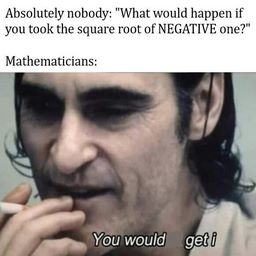 Absolutely nobody: "What would happen if
you took the square root of NEGATIVE one?"
Mathematicians:
You would get i